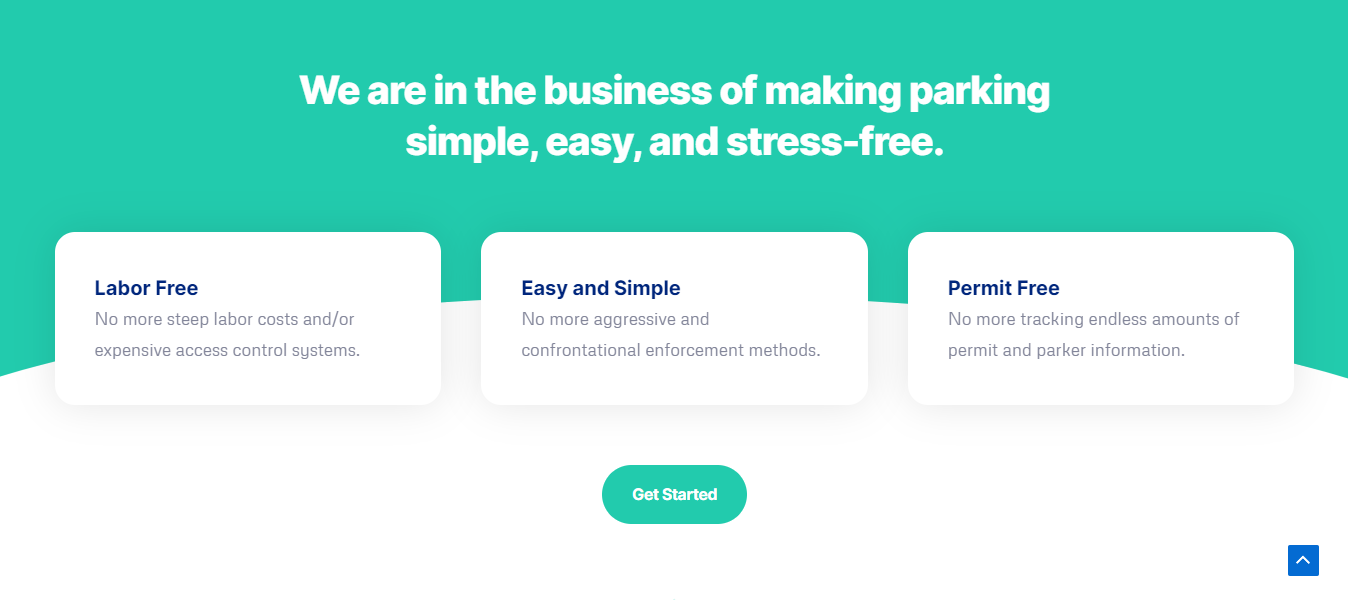 We are in the business of making parking
simple, easy, and stress-free.
Labor Free
No more steep labor costs and/or
expensive access control systems.
Easy and Simple
No more aggressive and
confrontational enforcement methods.
Permit Free
No more tracking endless amounts of
permit and parker information.
Get Started